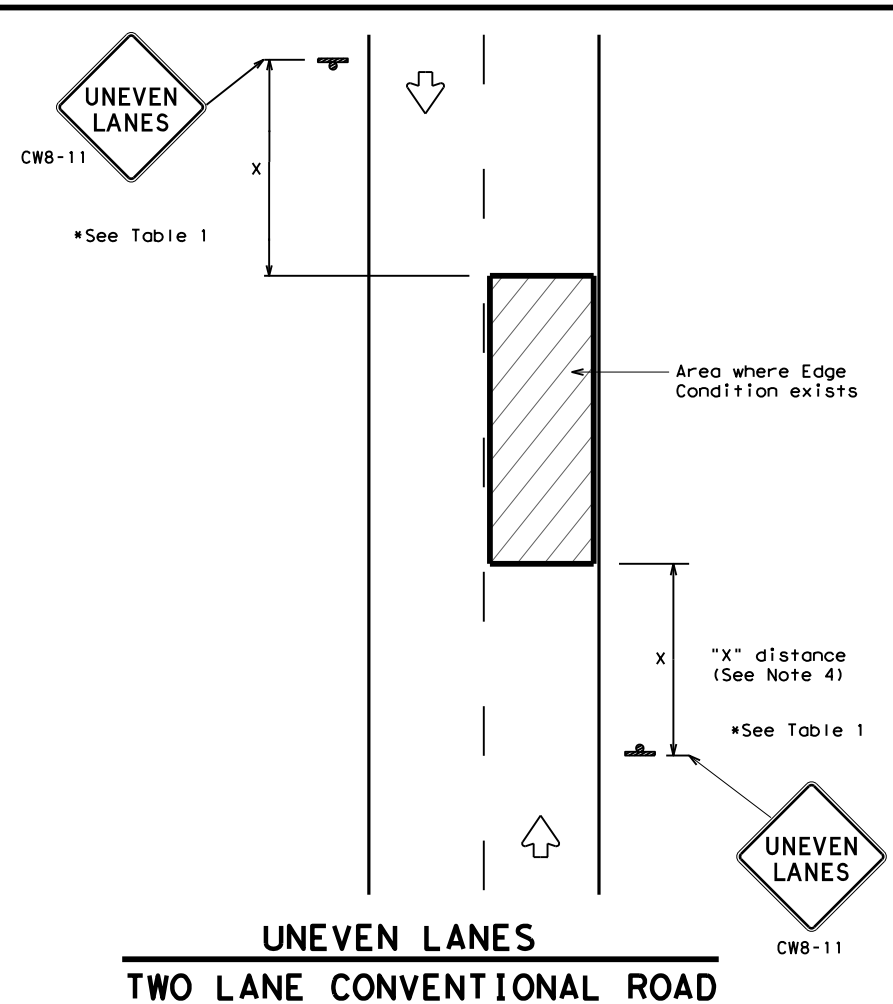 UNEVEN
LANES
CW8-11
X
*See Table 1
Area where Edge
Condition exists
X
"X" distance
(See Note 4)
*See Table 1
UNEVEN
LANES
CW8-11
UNEVEN LANES
TWO LANE CONVENTIONAL ROAD